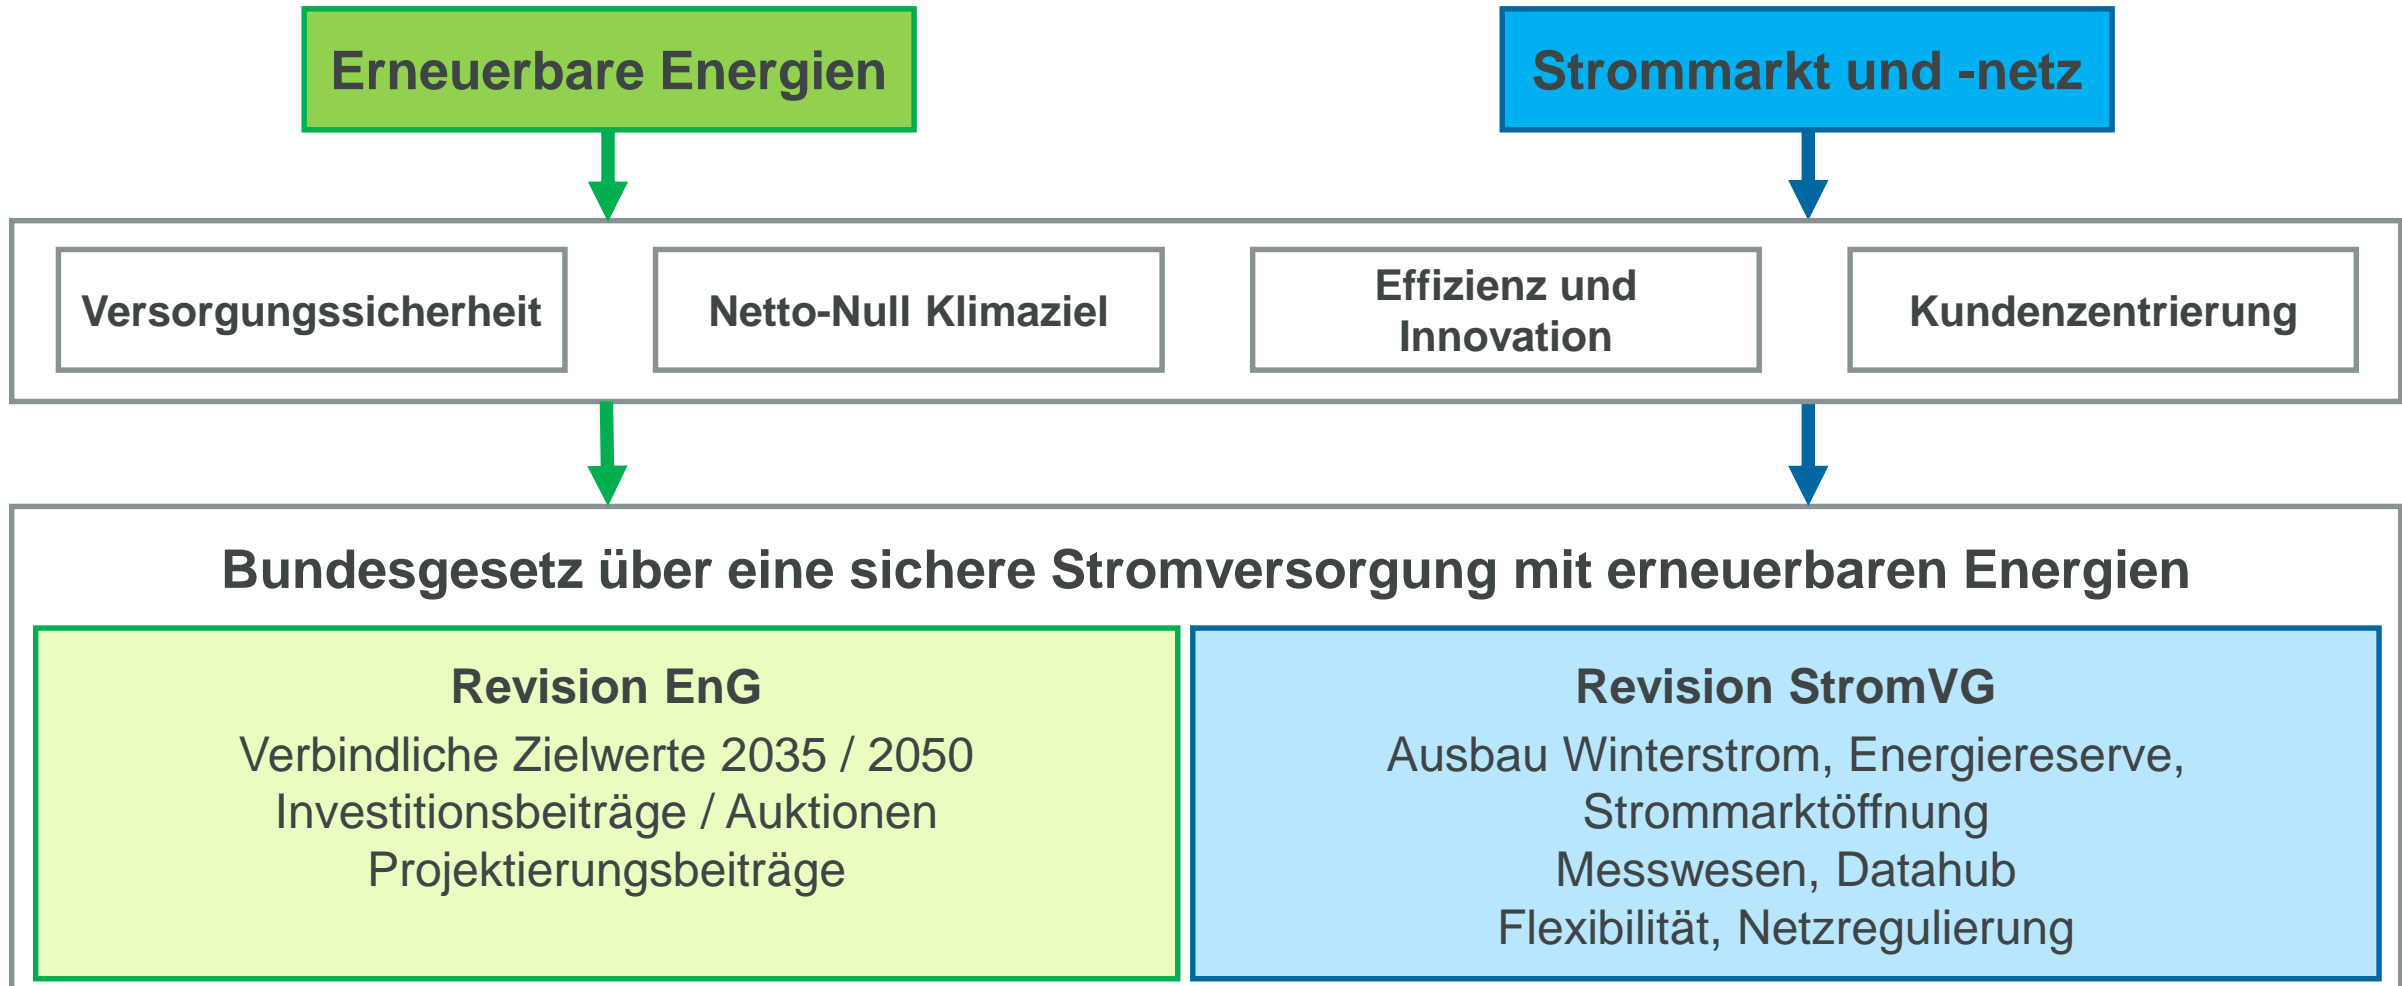 Erneuerbare Energien
Strommarkt und -netz
Versorgungssicherheit
Netto-Null Klimaziel
Effizienz und
Innovation
Kundenzentrierung
Bundesgesetz über eine sichere Stromversorgung mit erneuerbaren Energien
Revision EnG
Verbindliche Zielwerte 2035 / 2050
Investitionsbeiträge / Auktionen
Projektierungsbeiträge
Revision StromVG
Ausbau Winterstrom, Energiereserve,
Strommarktöffnung
Messwesen, Datahub
Flexibilität, Netzregulierung